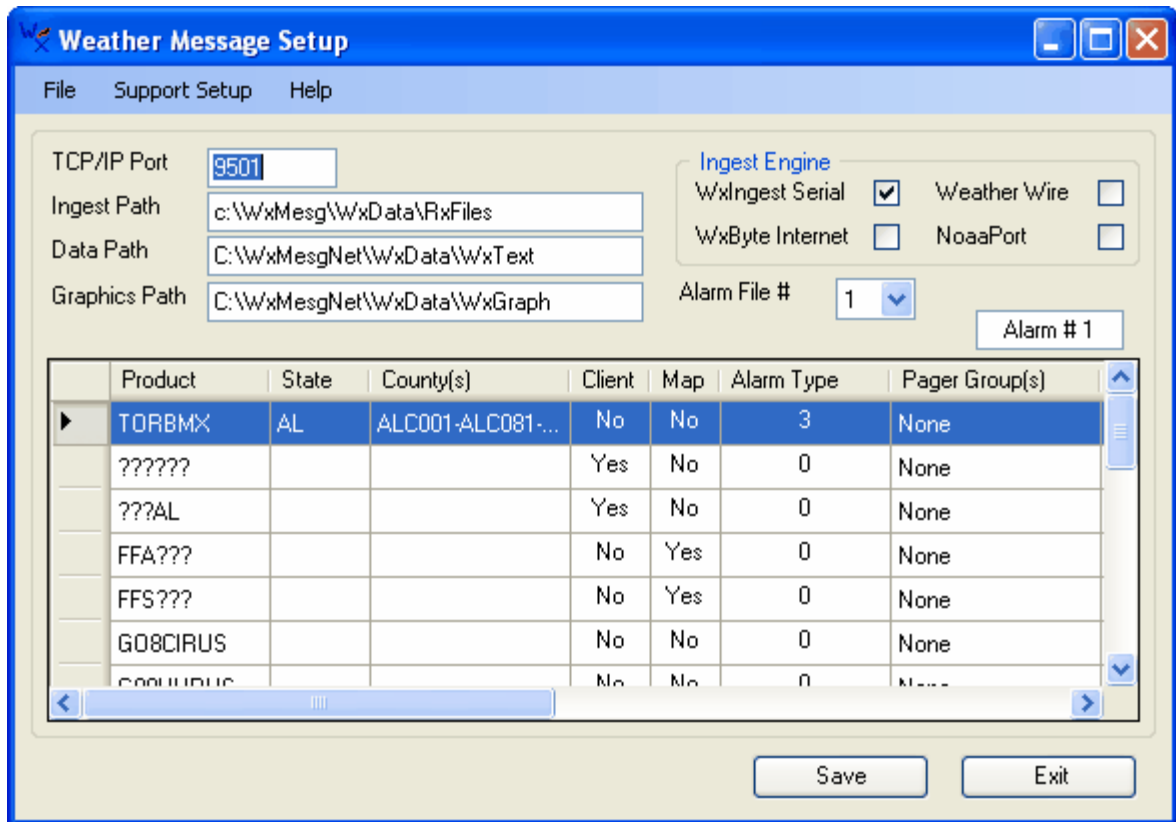 Weather Message Setup
File Support Setup Help
TCP/IP Port 9501
Ingest Path c:\WxMesg\WxData\RxFiles
Data Path C:\WxMesgNet\WxData\WxText
Graphics Path C:\WxMesgNet\WxData\WxGraph
Ingest Engine
WxIngest Serial Weather Wire
WxByte Internet NoaaPort
Alarm File # 1
Alarm # 1
Product State County(s) Client Map Alarm Type Pager Group(s)
TORBMX AL ALC001-ALC081-... No No 3 None
?????? Yes No 0 None
???AL Yes No 0 None
FFA??? No Yes 0 None
FFS??? No Yes 0 None
GO8CIRUS No No 0 None
No No 0 None
Save Exit